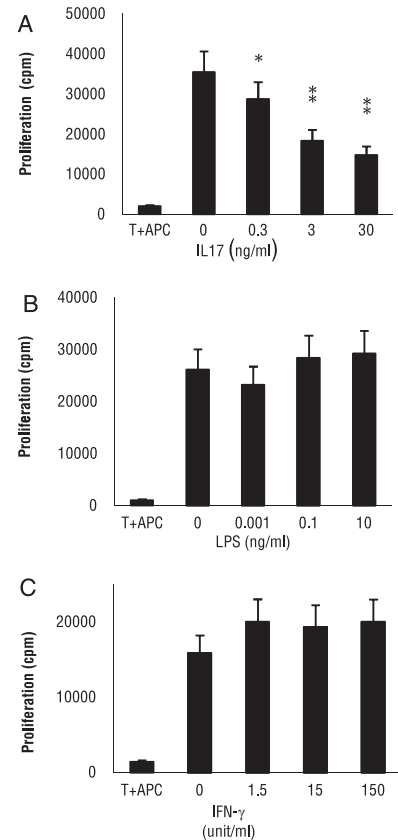 A
50000
40000
30000
20000
10000
0
Proliferation (cpm)
*
**
**
T+APC 0 0.3 3 30
IL17 (ng/ml)
B
40000
30000
20000
10000
0
Proliferation (cpm)
T+APC 0 0.001 0.1 10
LPS (ng/ml)
C
20000
10000
0
Proliferation (cpm)
T+APC 0 1.5 15 150
IFN-γ
(unit/ml)